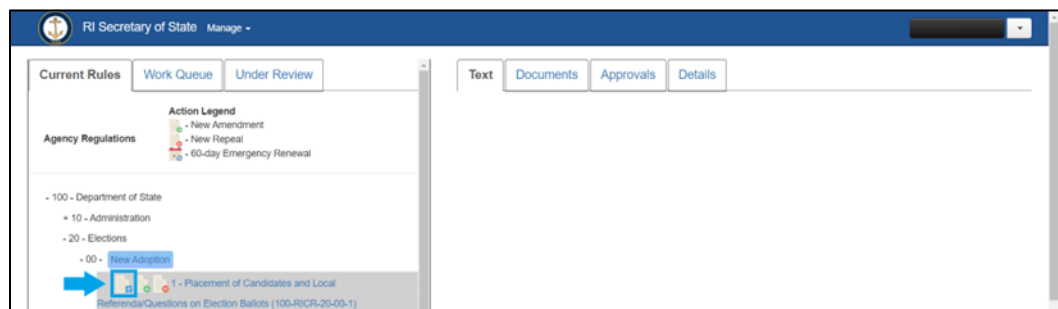 RI Secretary of State Manage
Current Rules Work Queue Under Review
Text Documents Approvals Details
Action Legend
Agency Regulations
- New Amendment
- New Repeal
- 60-day Emergency Renewal
- 100 - Department of State
+ 10 - Administration
- 20 - Elections
- 00 - New Adoption
1 - Placement of Candidates and Local
Referenda/Questions on Election Ballots (100-RICR-20-00-1)